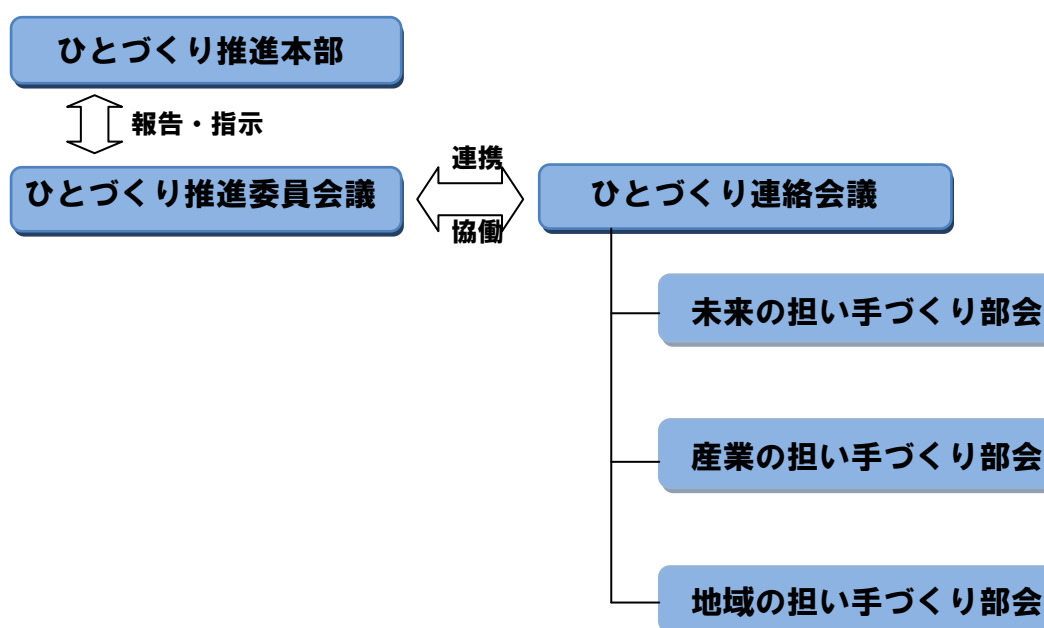 ひとづくり推進本部
報告・指示
ひとづくり推進委員会議
連携
協働
ひとづくり連絡会議
未来の担い手づくり部会
産業の担い手づくり部会
地域の担い手づくり部会